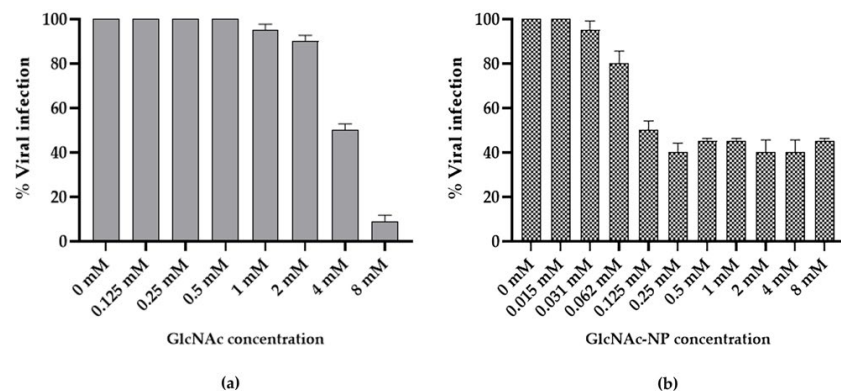 % Viral infection
100
80
60
40
20
0
0 mM
0.125 mM
0.25 mM
0.5 mM
1 mM
2 mM
4 mM
8 mM
GlcNAc concentration
(a)
% Viral infection
100
80
60
40
20
0
0 mM
0.015 mM
0.031 mM
0.062 mM
0.125 mM
0.25 mM
0.5 mM
1 mM
2 mM
4 mM
8 mM
GlcNAc-NP concentration
(b)